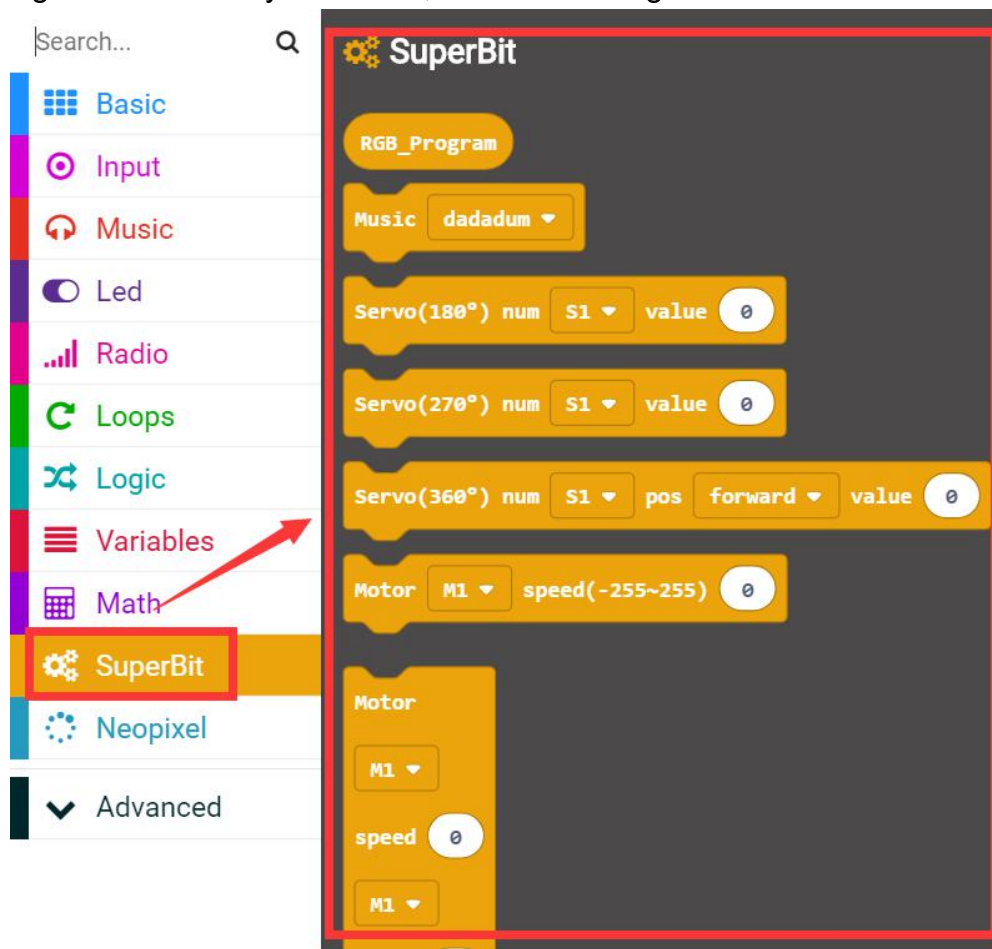 Search...
Basic
Input
Music
Led
Radio
Loops
Logic
Variables
Math
SuperBit
Neopixel
Advanced
SuperBit
RGB_Program
Music dadadum
Servo(180°) num S1 value 0
Servo(270°) num S1 value 0
Servo(360°) num S1 pos forward value 0
Motor M1 speed(-255~255) 0
Motor
M1
speed 0
M1